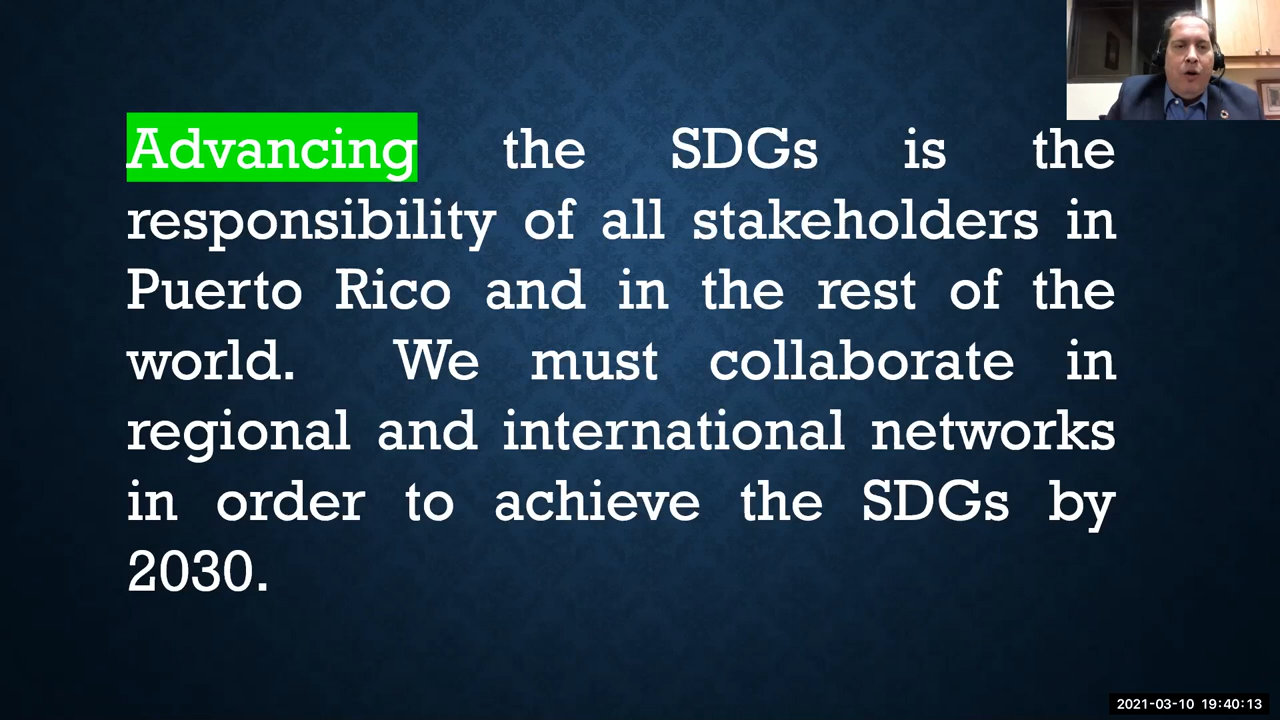 Advancing the SDGs is the
responsibility of all stakeholders in
Puerto Rico and in the rest of the
world. We must collaborate in
regional and international networks
in order to achieve the SDGs by
2030.
2021-03-10 19:40:13